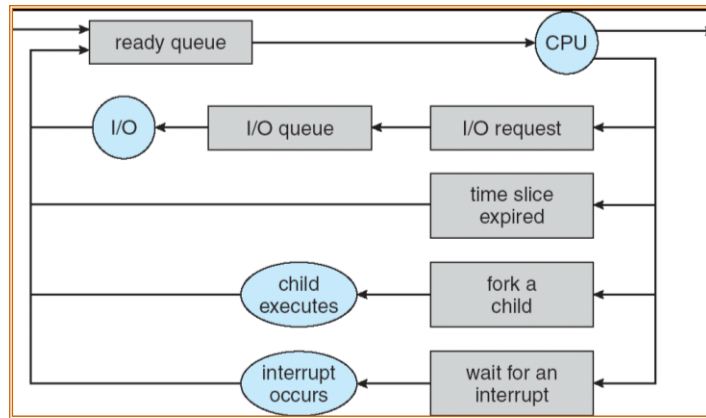 ready queue
CPU
I/O
I/O queue
I/O request
time slice
expired
child
executes
fork a
child
interrupt
occurs
wait for an
interrupt